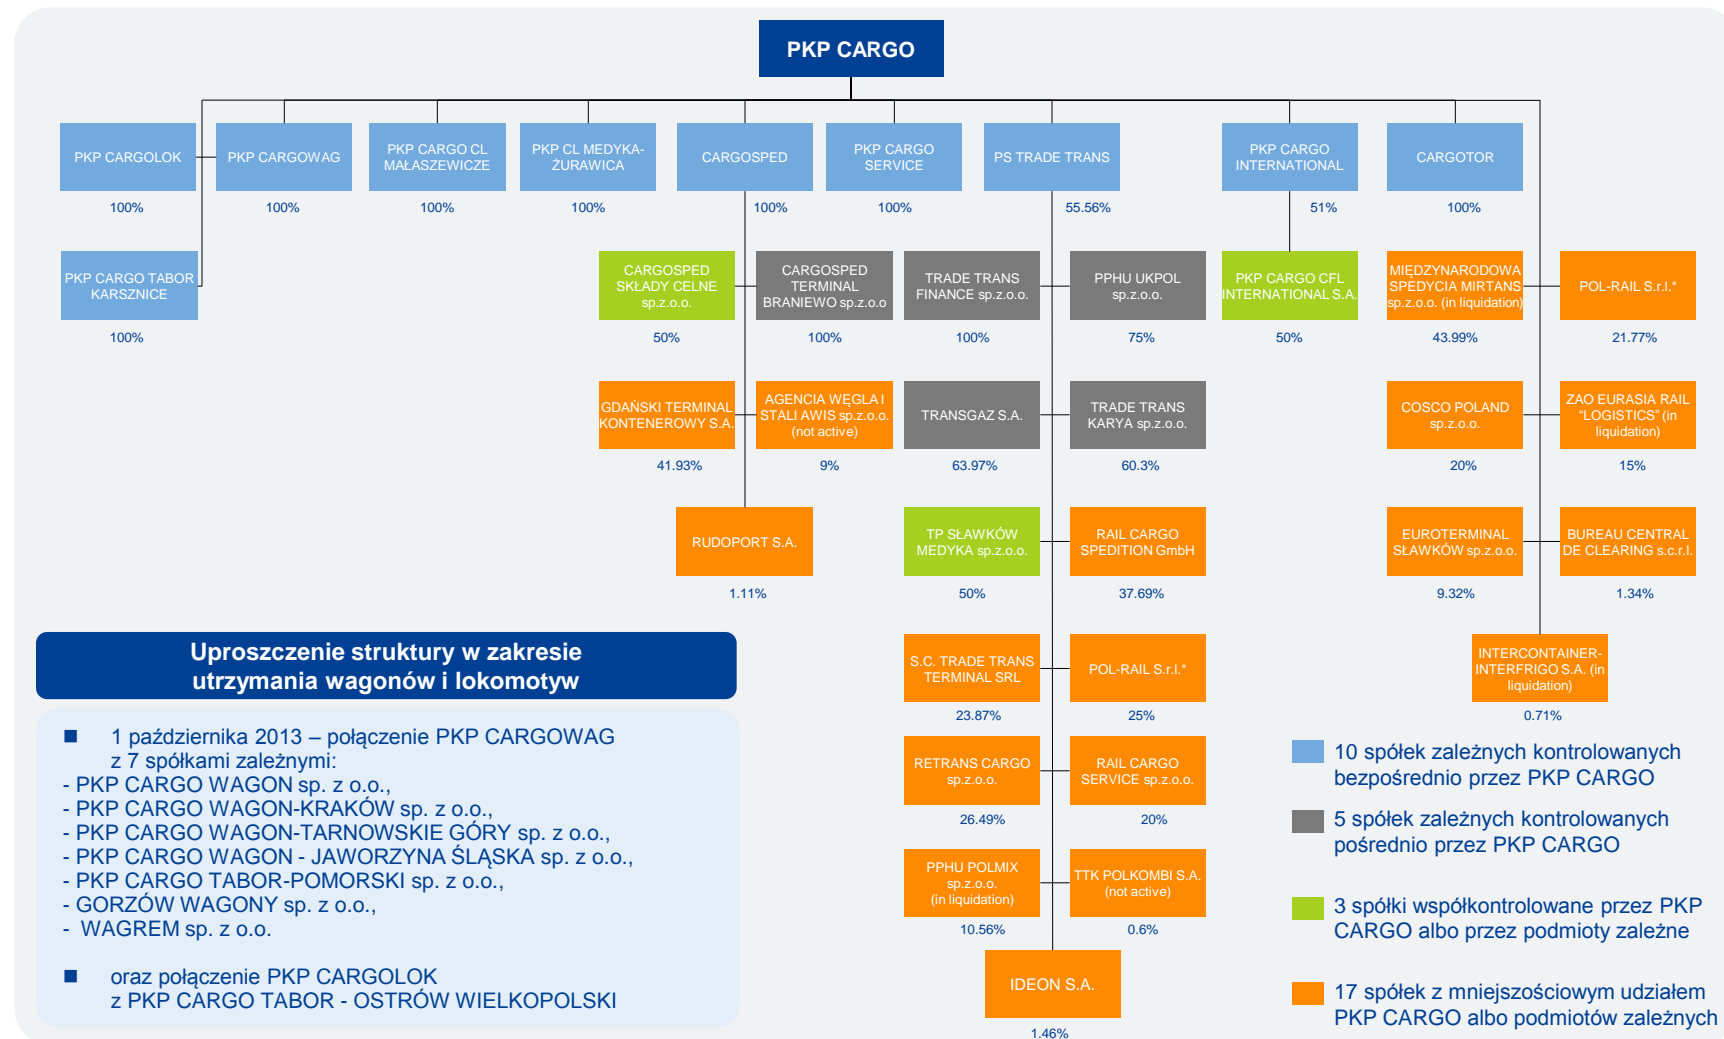 PKP CARGO
PKP CARGOLOK
100%
PKP CARGOWAG
100%
PKP CARGO CL
MAŁASZEWICZE
100%
PKP CL MEDYKA-
ŻURAWICA
100%
CARGOSPED
100%
PKP CARGO
SERVICE
100%
PS TRADE TRANS
55.56%
PKP CARGO
INTERNATIONAL
51%
CARGOTOR
100%
PKP CARGO TABOR
KARSZNICE
100%
CARGOSPED
SKŁADY CELNE
sp.z.o.o.
50%
CARGOSPED
TERMINAL
BRANIEWO sp.z.o.o
100%
TRADE TRANS
FINANCE sp.z.o.o.
100%
PPHU UKPOL
sp.z.o.o.
75%
PKP CARGO CFL
INTERNATIONAL S.A.
50%
MIĘDZYNARODOWA
SPEDYCIA MIRTANS
sp.z.o.o. (in liquidation)
43.99%
POL-RAIL S.r.l.*
21.77%
GDAŃSKI TERMINAL
KONTENEROWY S.A.
41.93%
AGENCIA WĘGLA I
STALI AWIS sp.z.o.o.
(not active)
9%
TRANSGAZ S.A.
63.97%
TRADE TRANS
KARYA sp.z.o.o.
60.3%
COSCO POLAND
sp.z.o.o.
20%
ZAO EURASIA RAIL
“LOGISTICS” (in
liquidation)
15%
RUDOPORT S.A.
1.11%
TP SŁAWKÓW
MEDYKA sp.z.o.o.
50%
RAIL CARGO
SPEDITION GmbH
37.69%
EUROTERMINAL
SŁAWKÓW sp.z.o.o.
9.32%
BUREAU CENTRAL
DE CLEARING s.c.r.l.
1.34%
S.C. TRADE TRANS
TERMINAL SRL
23.87%
POL-RAIL S.r.l.*
25%
INTERCONTAINER-
INTERFRIGO S.A. (in
liquidation)
0.71%
RETRANS CARGO
sp.z.o.o.
26.49%
RAIL CARGO
SERVICE sp.z.o.o.
20%
PPHU POLMIX
sp.z.o.o.
(in liquidation)
10.56%
TTK POLKOMBI S.A.
(not active)
0.6%
IDEON S.A.
1.46%
Uproszczenie struktury w zakresie
utrzymania wagonów i lokomotyw
■ 1 października 2013 – połączenie PKP CARGOWAG
z 7 spółkami zależnymi:
- PKP CARGO WAGON sp. z o.o.,
- PKP CARGO WAGON-KRAKÓW sp. z o.o.,
- PKP CARGO WAGON-TARNOWSKIE GÓRY sp. z o.o.,
- PKP CARGO WAGON - JAWORZYNA ŚLĄSKA sp. z o.o.,
- PKP CARGO TABOR-POMORSKI sp. z o.o.,
- GORZÓW WAGONY sp. z o.o.,
- WAGREM sp. z o.o.
■ oraz połączenie PKP CARGOLOK
z PKP CARGO TABOR - OSTRÓW WIELKOPOLSKI
10 spółek zależnych kontrolowanych
bezpośrednio przez PKP CARGO
5 spółek zależnych kontrolowanych
pośrednio przez PKP CARGO
3 spółki współkontrolowane przez PKP
CARGO albo przez podmioty zależne
17 spółek z mniejszościowym udziałem
PKP CARGO albo podmiotów zależnych